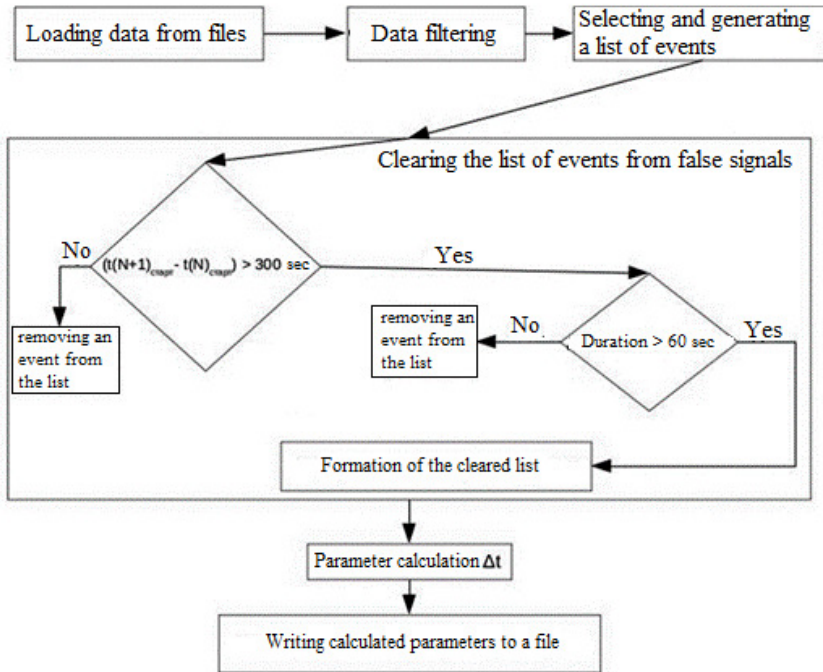 Loading data from files
Data filtering
Selecting and generating
a list of events
Clearing the list of events from false signals
No
(t(N+1)старт - t(N)старт) > 300 sec
Yes
removing an
event from
the list
removing an
event from
the list
No
Duration > 60 sec
Yes
Formation of the cleared list
Parameter calculation Δt
Writing calculated parameters to a file